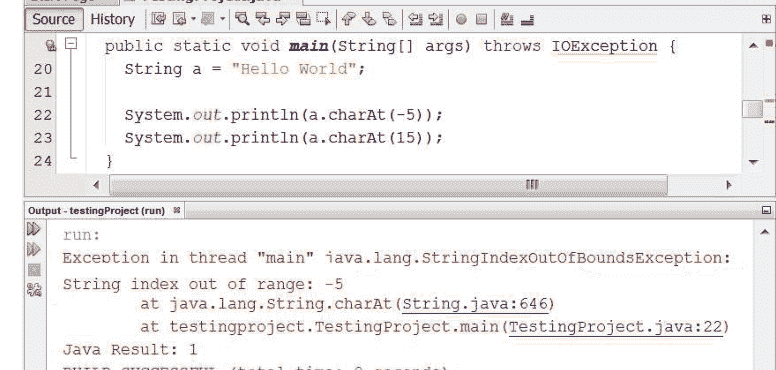 Source History
public static void main(String[] args) throws IOException {
20 String a = "Hello World";
21
22 System.out.println(a.charAt(-5));
23 System.out.println(a.charAt(15));
24 }
Output - testingProject (run)
run:
Exception in thread "main" java.lang.StringIndexOutOfBoundsException:
String index out of range: -5
at java.lang.String.charAt(String.java:646)
at testingproject.TestingProject.main(TestingProject.java:22)
Java Result: 1